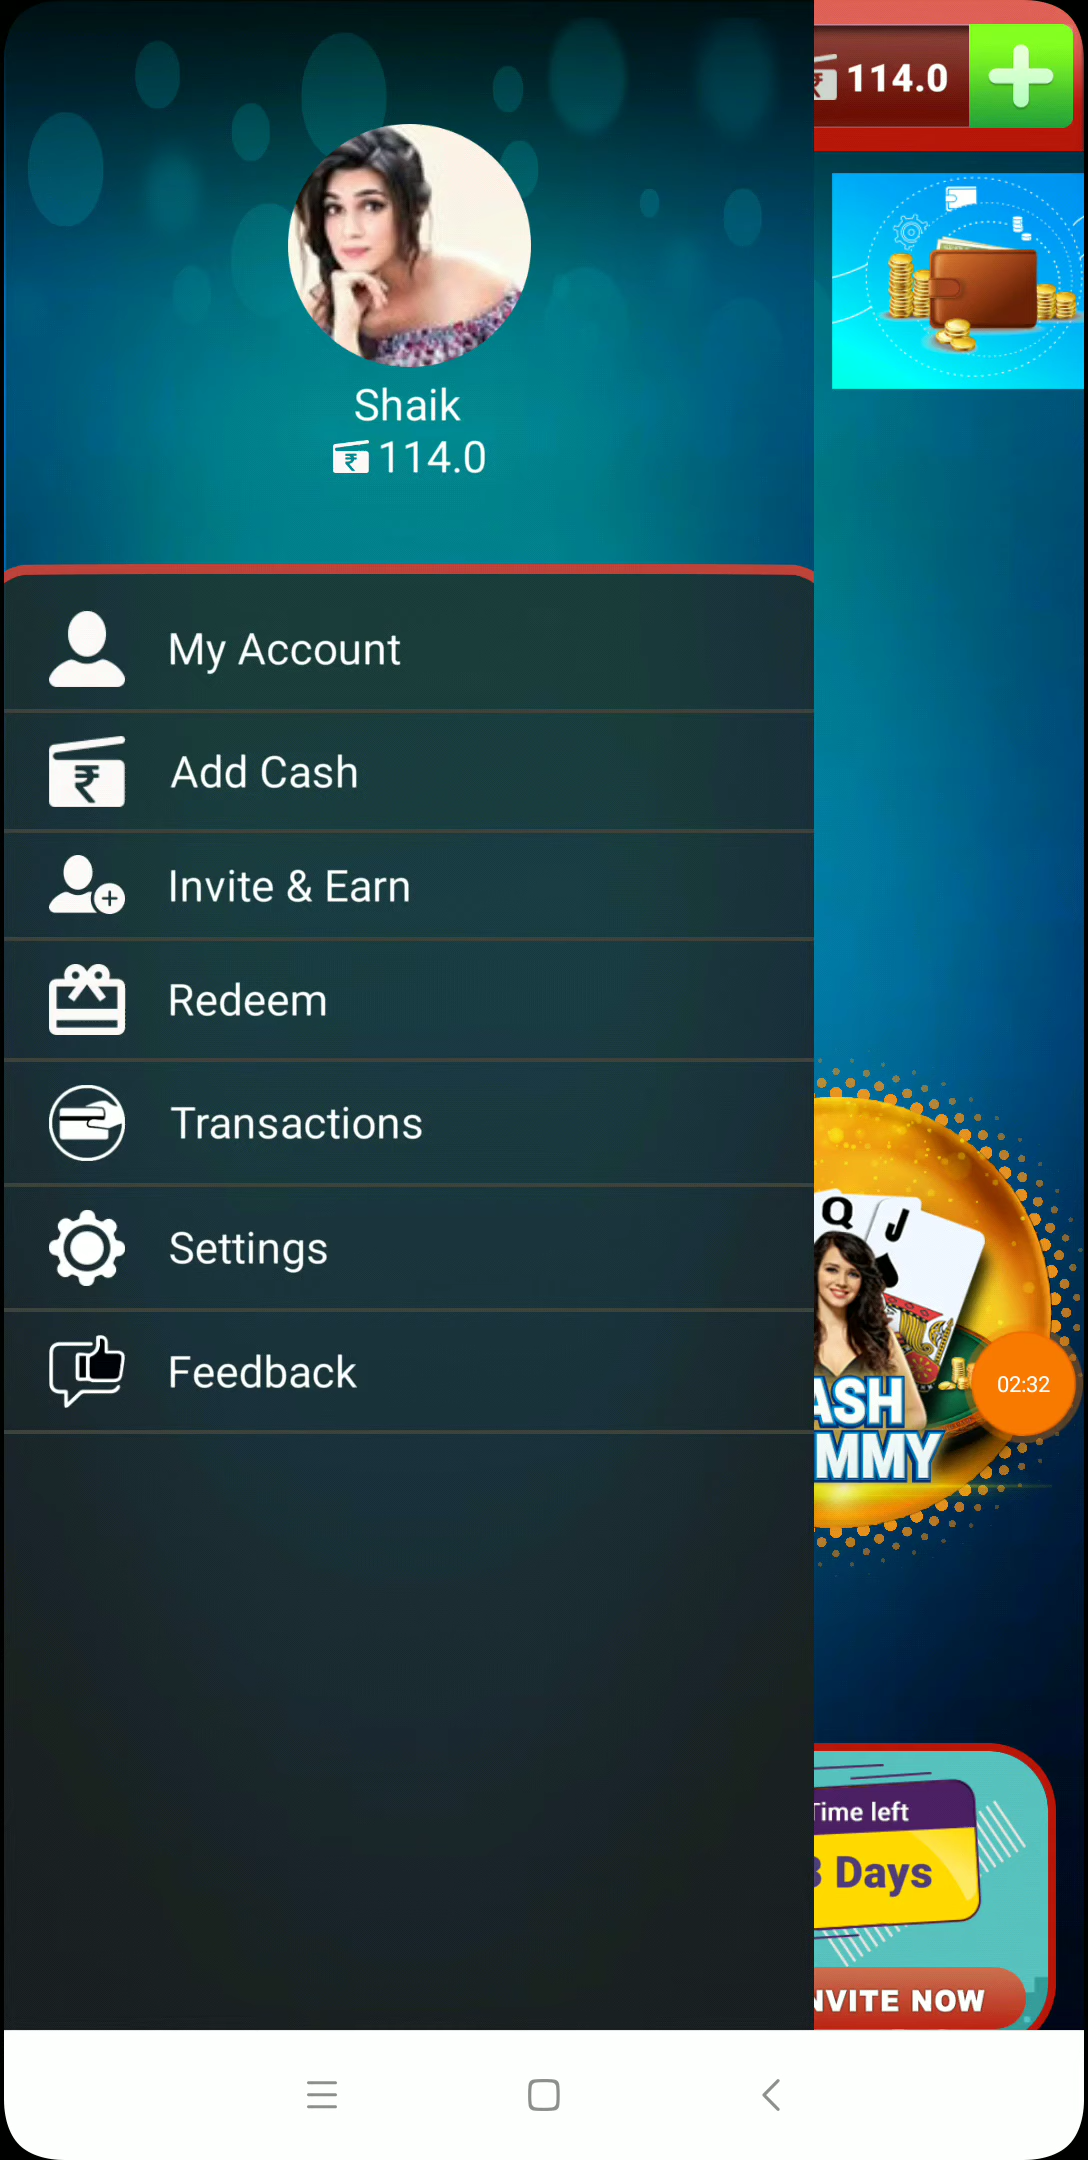 ₹ 114.0
Shaik
₹ 114.0
My Account
₹ Add Cash
Invite & Earn
Redeem
Transactions
Settings
Feedback
Q J
ASH
MMY
02:32
Time left
3 Days
NVITE NOW